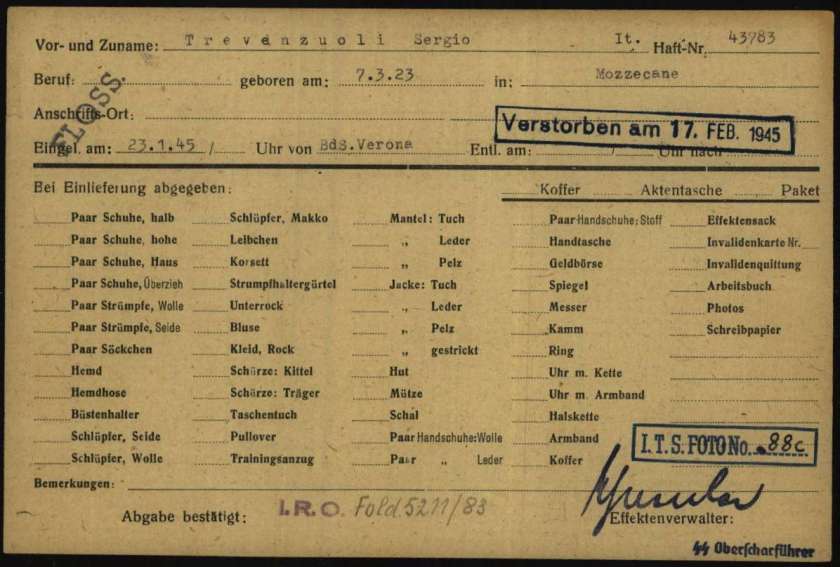 Vor- und Zuname: Trevenzuoli Sergio It. Haft-Nr. 43983
Beruf: geboren am: 7.3.23 in: Mozzecane
FLOSS.
Anschrifts-Ort:
Verstorben am 17. FEB. 1945
Eingel. am: 23.1.45 / Uhr von BdS.Verona Entl. am: / Uhr nach
Bei Einlieferung abgegeben: Koffer Aktentasche Paket
Paar Schuhe, halb Schlüpfer, Makko Mantel: Tuch Paar Handschuhe: Stoff Effektensack
Paar Schuhe, hohe Leibchen „ Leder Handtasche Invalidenkarte Nr.
Paar Schuhe, Haus Korsett „ Pelz Geldbörse Invalidenquittung
Paar Schuhe, Überzieh Strumpfhaltergürtel Jacke: Tuch Spiegel Arbeitsbuch
Paar Strümpfe, Wolle Unterrock „ Leder Messer Photos
Paar Strümpfe, Seide Bluse „ Pelz Kamm Schreibpapier
Paar Söckchen Kleid, Rock „ gestrickt Ring
Hemd Schürze: Kittel Hut Uhr m. Kette
Hemdhose Schürze: Träger Mütze Uhr m. Armband
Büstenhalter Taschentuch Schal Halskette
Schlüpfer, Seide Pullover Paar Handschuhe: Wolle Armband I.T.S. FOTO No. 88c
Schlüpfer, Wolle Trainingsanzug Paar „ Leder Koffer
Bemerkungen:
Abgabe bestätigt: I.R.O. Fold.5211/83 Effektenverwalter:
SS Oberscharführer